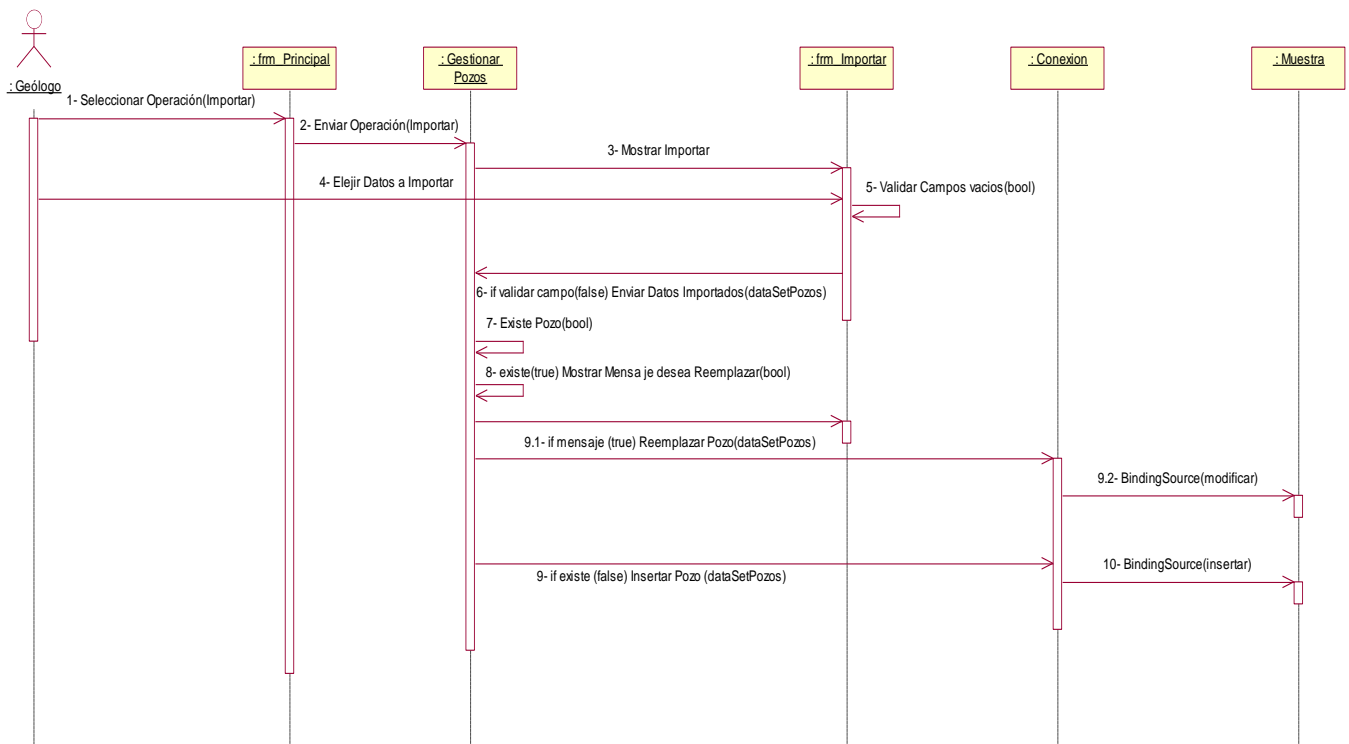 : Geólogo
: frm_Principal
: Gestionar
Pozos
: frm_Importar
: Conexion
: Muestra
1- Seleccionar Operación(Importar)
2- Enviar Operación(Importar)
3- Mostrar Importar
4- Elejir Datos a Importar
5- Validar Campos vacios(bool)
6- if validar campo(false) Enviar Datos Importados(dataSetPozos)
7- Existe Pozo(bool)
8- existe(true) Mostrar Mensa je desea Reemplazar(bool)
9.1- if mensaje (true) Reemplazar Pozo(dataSetPozos)
9.2- BindingSource(modificar)
9- if existe (false) Insertar Pozo (dataSetPozos)
10- BindingSource(insertar)